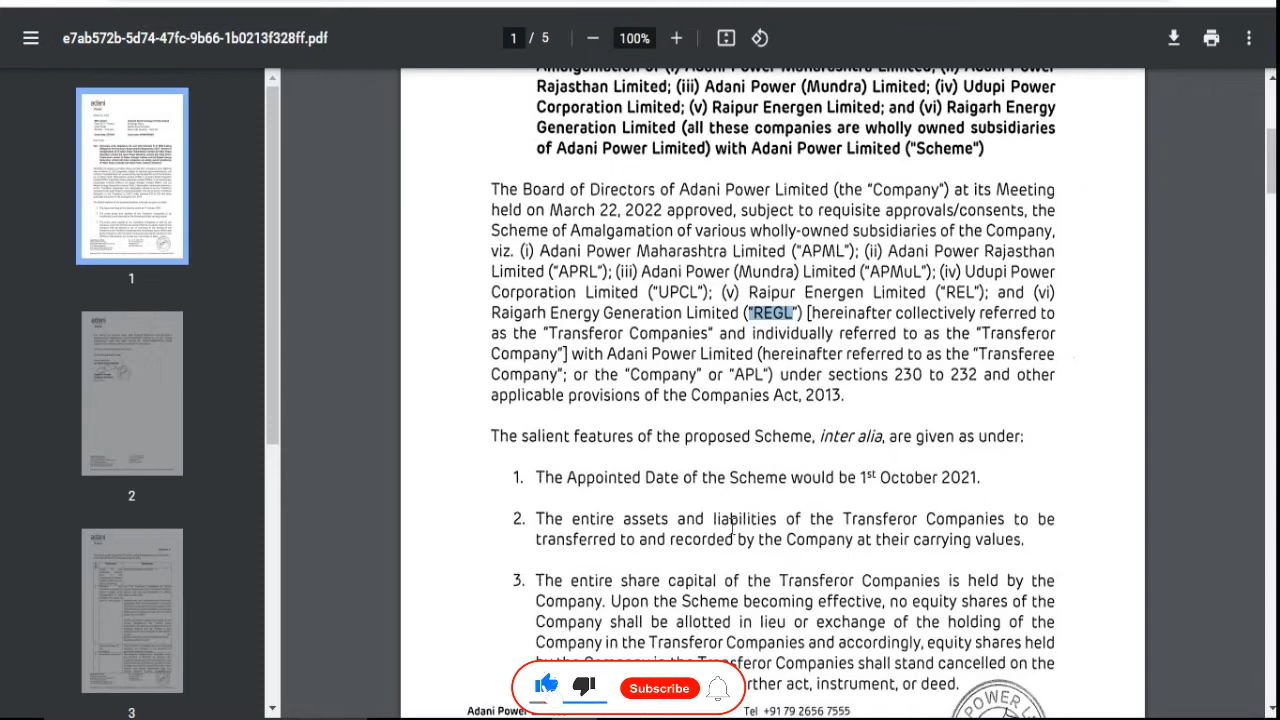 e7ab572b-5d74-47fc-9b66-1b0213f328ff.pdf
1 / 5
100%
Amalgamation of (i) Adani Power Maharashtra Limited; (ii) Adani Power
Rajasthan Limited; (iii) Adani Power (Mundra) Limited; (iv) Udupi Power
Corporation Limited; (v) Raipur Energen Limited; and (vi) Raigarh Energy
Generation Limited (all these companies are wholly owned subsidiaries
of Adani Power Limited) with Adani Power Limited ("Scheme")
The Board of Directors of Adani Power Limited (the "Company") at its Meeting
held on March 22, 2022 approved, subject to requisite approvals/consents, the
Scheme of Amalgamation of various wholly-owned subsidiaries of the Company,
viz. (i) Adani Power Maharashtra Limited ("APML"); (ii) Adani Power Rajasthan
Limited ("APRL"); (iii) Adani Power (Mundra) Limited ("APMuL"); (iv) Udupi Power
Corporation Limited ("UPCL"); (v) Raipur Energen Limited ("REL"); and (vi)
Raigarh Energy Generation Limited ("REGL") [hereinafter collectively referred to
as the "Transferor Companies" and individually referred to as the "Transferor
Company"] with Adani Power Limited (hereinafter referred to as the "Transferee
Company"; or the "Company" or "APL") under sections 230 to 232 and other
applicable provisions of the Companies Act, 2013.
The salient features of the proposed Scheme, inter alia, are given as under:
1. The Appointed Date of the Scheme would be 1st October 2021.
2. The entire assets and liabilities of the Transferor Companies to be
transferred to and recorded by the Company at their carrying values.
3. The entire share capital of the Transferor Companies is held by the
Company. Upon the Scheme becoming effective, no equity shares of the
Company shall be allotted in lieu or exchange of the holding of the
Company in the Transferor Companies and accordingly, equity shares held
by the Company in the Transferor Companies shall stand cancelled on the
rther act, instrument, or deed.
Subscribe
Adani Power
Tel +91 79 2656 7555
POWER
adani
1
2
3